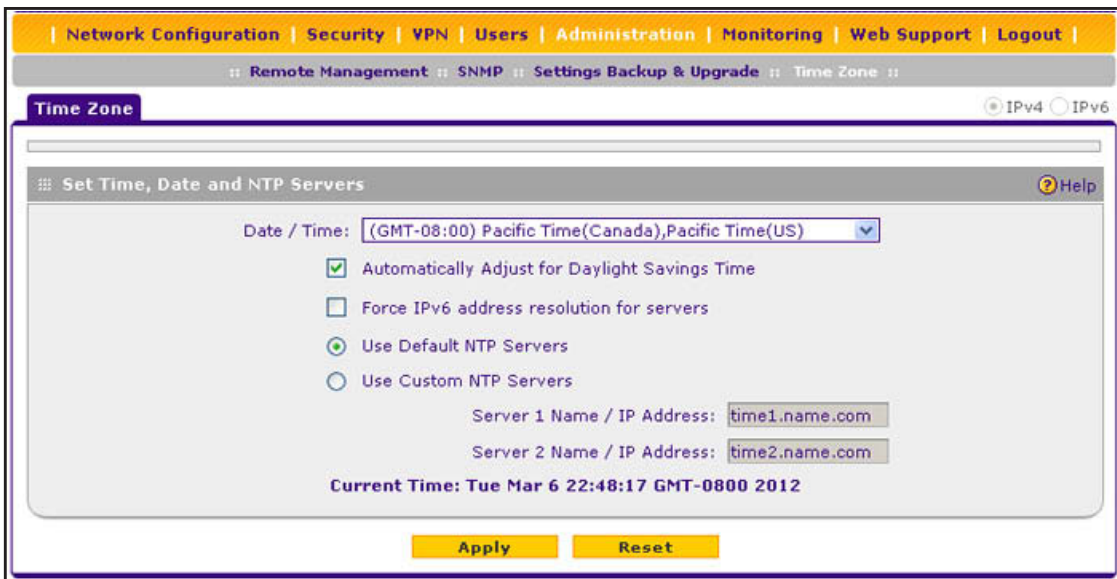 | Network Configuration | Security | VPN | Users | Administration | Monitoring | Web Support | Logout |
:: Remote Management :: SNMP :: Settings Backup & Upgrade :: Time Zone ::
Time Zone IPv4 IPv6
Set Time, Date and NTP Servers ? Help
Date / Time: (GMT-08:00) Pacific Time(Canada),Pacific Time(US)
Automatically Adjust for Daylight Savings Time
Force IPv6 address resolution for servers
Use Default NTP Servers
Use Custom NTP Servers
Server 1 Name / IP Address: time1.name.com
Server 2 Name / IP Address: time2.name.com
Current Time: Tue Mar 6 22:48:17 GMT-0800 2012
Apply Reset